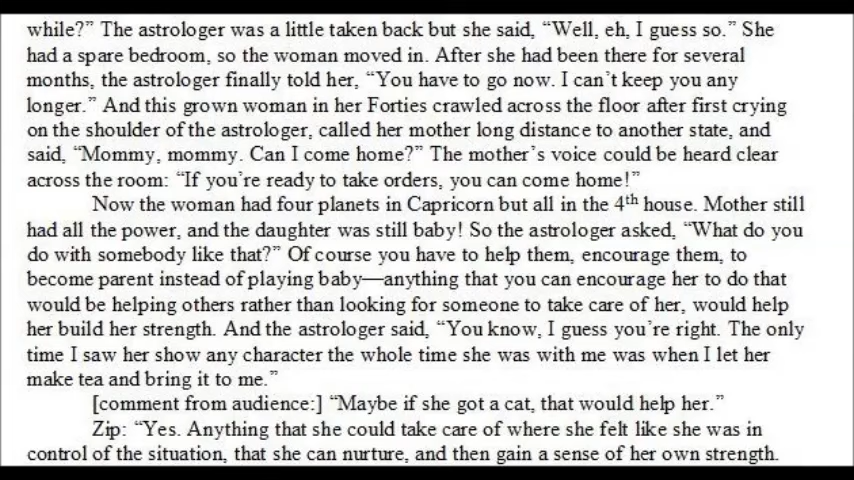 while?” The astrologer was a little taken back but she said, “Well, eh, I guess so.” She
had a spare bedroom, so the woman moved in. After she had been there for several
months, the astrologer finally told her, “You have to go now. I can’t keep you any
longer.” And this grown woman in her Forties crawled across the floor after first crying
on the shoulder of the astrologer, called her mother long distance to another state, and
said, “Mommy, mommy. Can I come home?” The mother’s voice could be heard clear
across the room: “If you’re ready to take orders, you can come home!”
Now the woman had four planets in Capricorn but all in the 4th house. Mother still
had all the power, and the daughter was still baby! So the astrologer asked, “What do you
do with somebody like that?” Of course you have to help them, encourage them, to
become parent instead of playing baby—anything that you can encourage her to do that
would be helping others rather than looking for someone to take care of her, would help
her build her strength. And the astrologer said, “You know, I guess you’re right. The only
time I saw her show any character the whole time she was with me was when I let her
make tea and bring it to me.”
[comment from audience:] “Maybe if she got a cat, that would help her.”
Zip: “Yes. Anything that she could take care of where she felt like she was in
control of the situation, that she can nurture, and then gain a sense of her own strength.